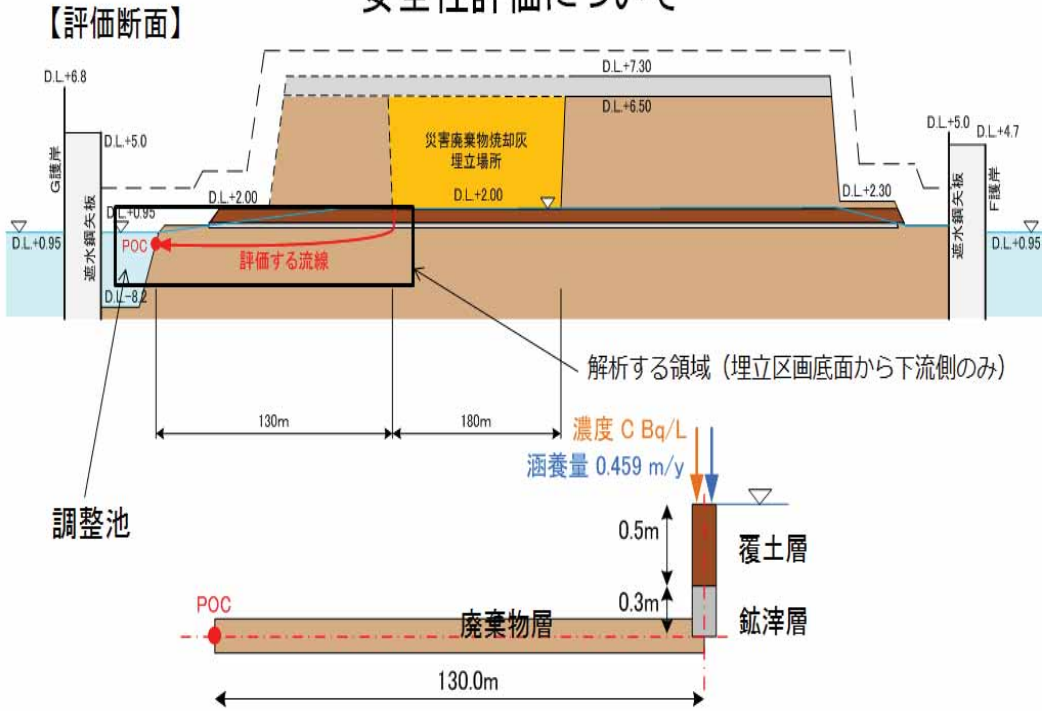 安全性評価について
【評価断面】
D.L.+6.8
D.L.+7.30
D.L.+6.50
D.L.+5.0
D.L.+5.0
D.L.+4.7
G護岸
災害廃棄物焼却灰
埋立場所
F護岸
D.L.+2.00
D.L.+2.00
D.L.+2.30
D.L.+0.95
D.L.+0.95
D.L.+0.95
遮水鋼矢板
POC
評価する流線
遮水鋼矢板
D.L.-8.2
解析する領域（埋立区画底面から下流側のみ）
130m
180m
濃度 C Bq/L
涵養量 0.459 m/y
調整池
0.5m
覆土層
POC
廃棄物層
0.3m
鉱滓層
130.0m